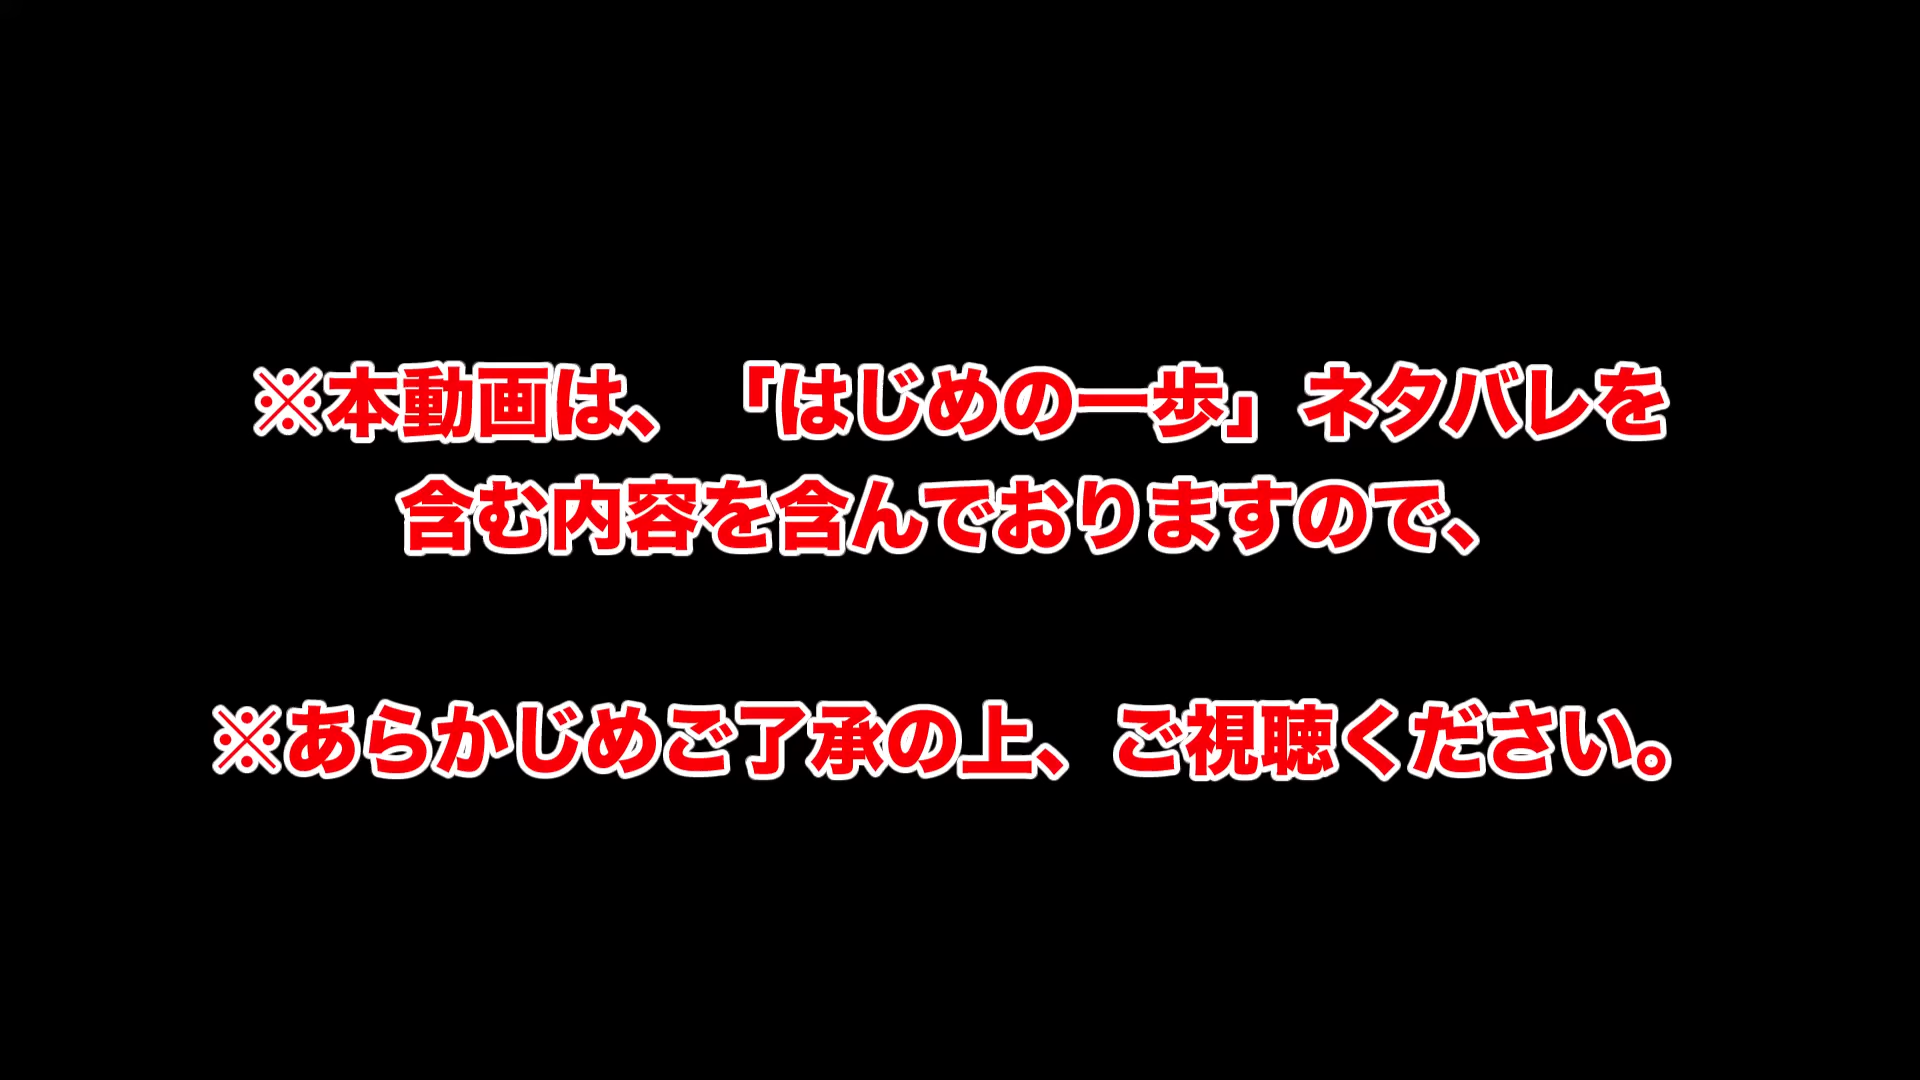 ※本動画は、「はじめの一歩」ネタバレを
含む内容を含んでおりますので、
※あらかじめご了承の上、ご視聴ください。